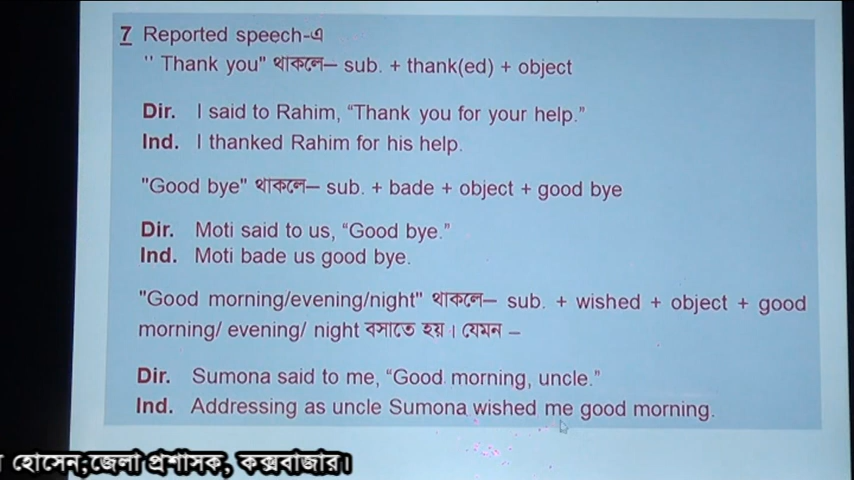 7 Reported speech-এ
'' Thank you" থাকলে– sub. + thank(ed) + object
Dir. I said to Rahim, “Thank you for your help.”
Ind. I thanked Rahim for his help.
"Good bye" থাকলে– sub. + bade + object + good bye
Dir. Moti said to us, “Good bye.”
Ind. Moti bade us good bye.
"Good morning/evening/night" থাকলে– sub. + wished + object + good
morning/ evening/ night বসাতে হয়। যেমন –
Dir. Sumona said to me, “Good morning, uncle.”
Ind. Addressing as uncle Sumona wished me good morning.
হোসেন;জেলা প্রশাসক, কক্সবাজার।